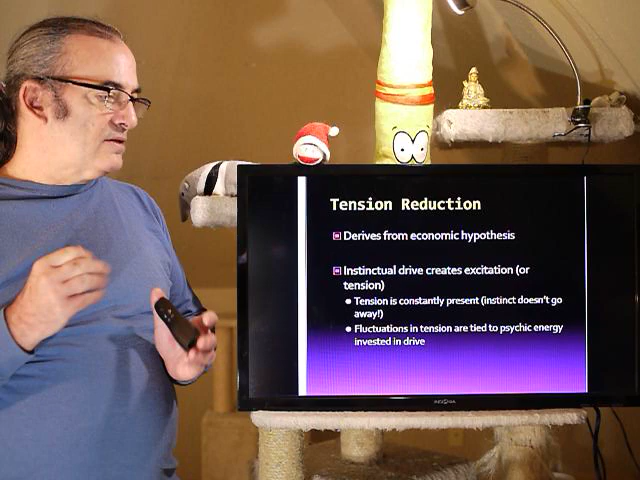 Tension Reduction
Derives from economic hypothesis
Instinctual drive creates excitation (or
tension)
Tension is constantly present (instinct doesn't go
away!)
Fluctuations in tension are tied to psychic energy
invested in drive
INSIGNIA